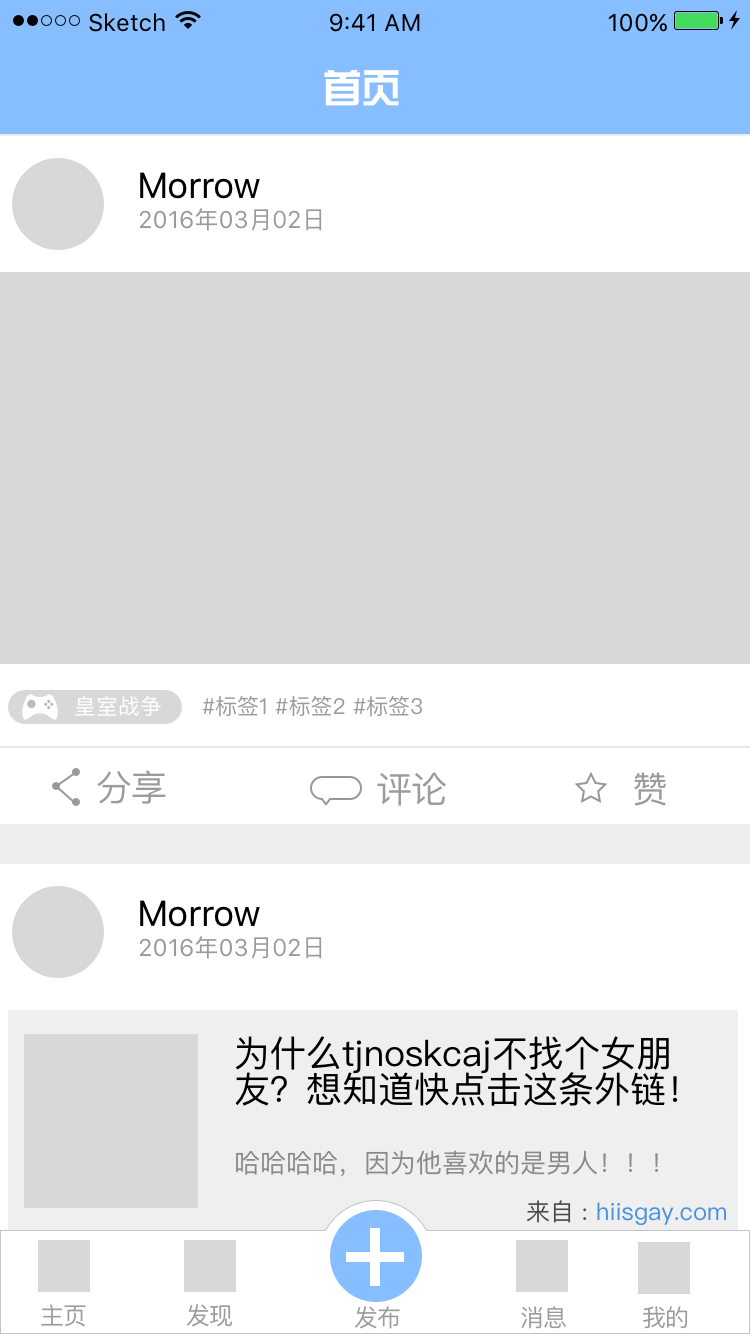 Sketch 9:41 AM 100%
首页
Morrow
2016年03月02日
皇室战争 #标签1 #标签2 #标签3
分享 评论 赞
Morrow
2016年03月02日
为什么tjnoskcaj不找个女朋
友？想知道快点击这条外链！
哈哈哈哈，因为他喜欢的是男人！！！
来自：hiisgay.com
主页 发现 发布 消息 我的